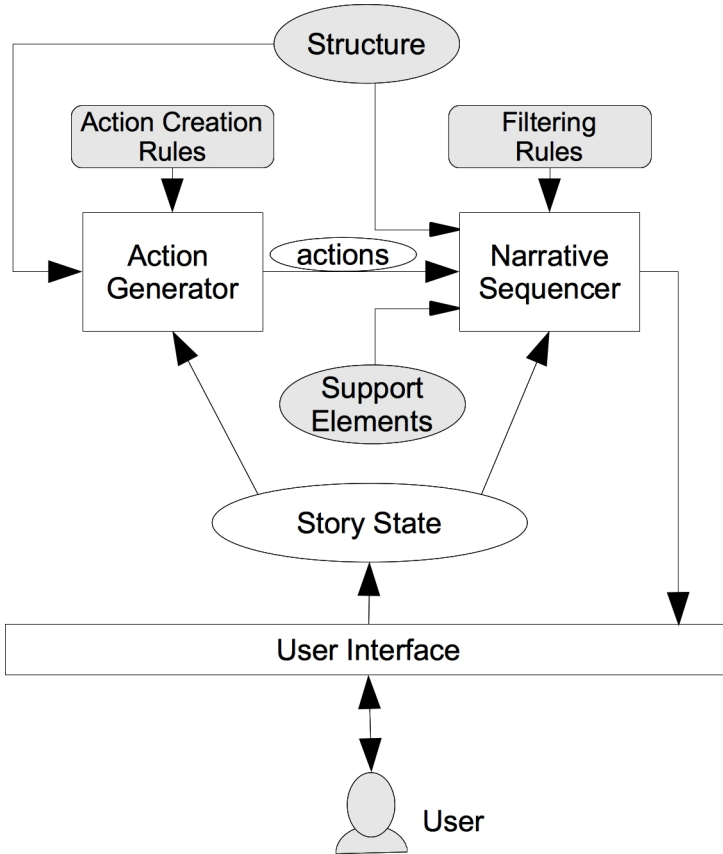 Structure
Action Creation
Rules
Filtering
Rules
Action
Generator
actions
Narrative
Sequencer
Support
Elements
Story State
User Interface
User